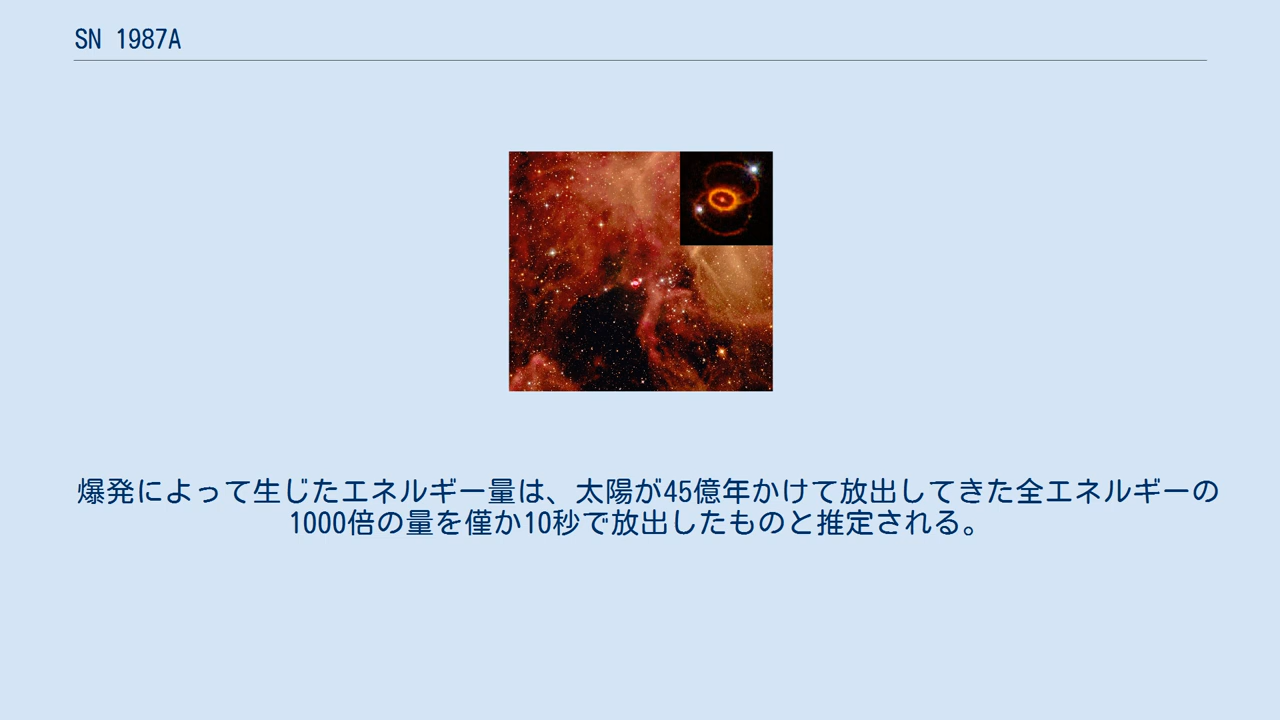 SN 1987A
爆発によって生じたエネルギー量は、太陽が45億年かけて放出してきた全エネルギーの
1000倍の量を僅か10秒で放出したものと推定される。